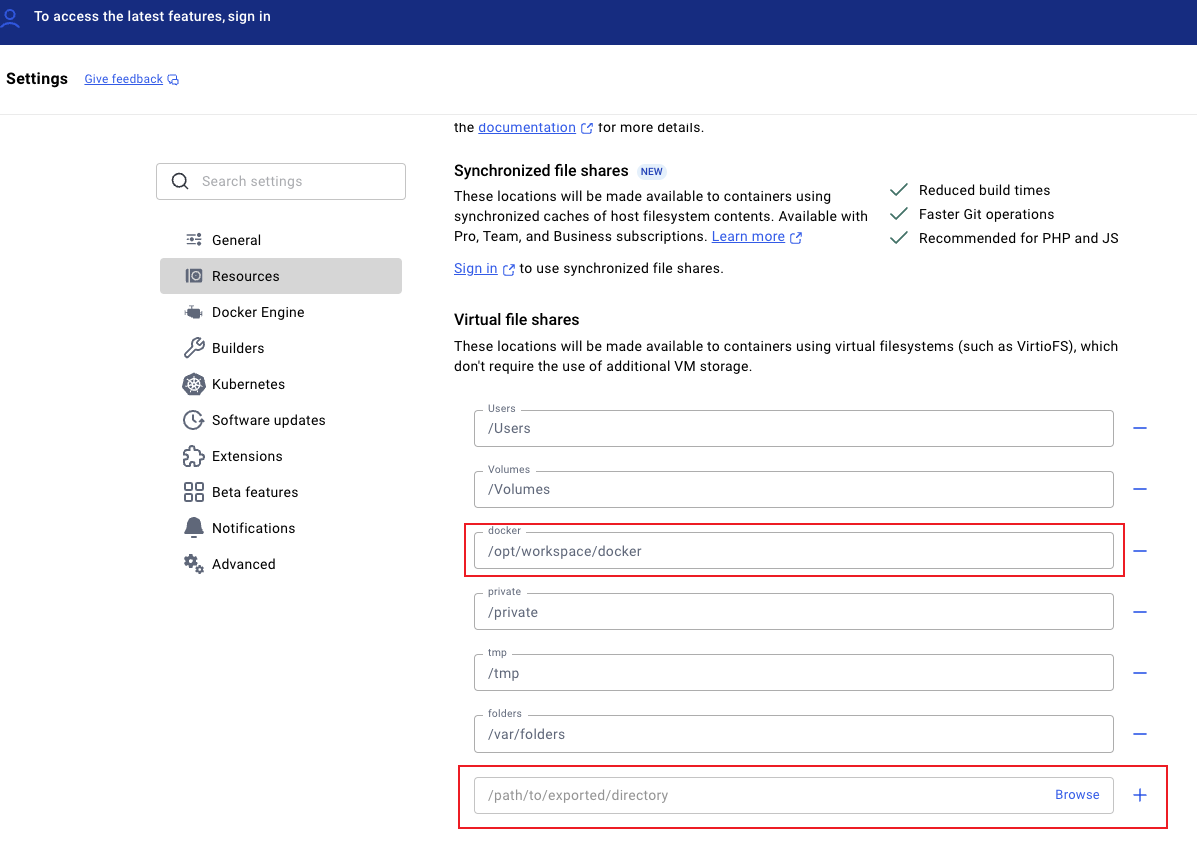 To access the latest features, sign in
Settings
Give feedback
the documentation for more details.
Search settings
General
Resources
Docker Engine
Builders
Kubernetes
Software updates
Extensions
Beta features
Notifications
Advanced
Synchronized file shares NEW
These locations will be made available to containers using
synchronized caches of host filesystem contents. Available with
Pro, Team, and Business subscriptions. Learn more
Reduced build times
Faster Git operations
Recommended for PHP and JS
Sign in to use synchronized file shares.
Virtual file shares
These locations will be made available to containers using virtual filesystems (such as VirtioFS), which
don't require the use of additional VM storage.
Users
/Users
Volumes
/Volumes
docker
/opt/workspace/docker
private
/private
tmp
/tmp
folders
/var/folders
/path/to/exported/directory Browse